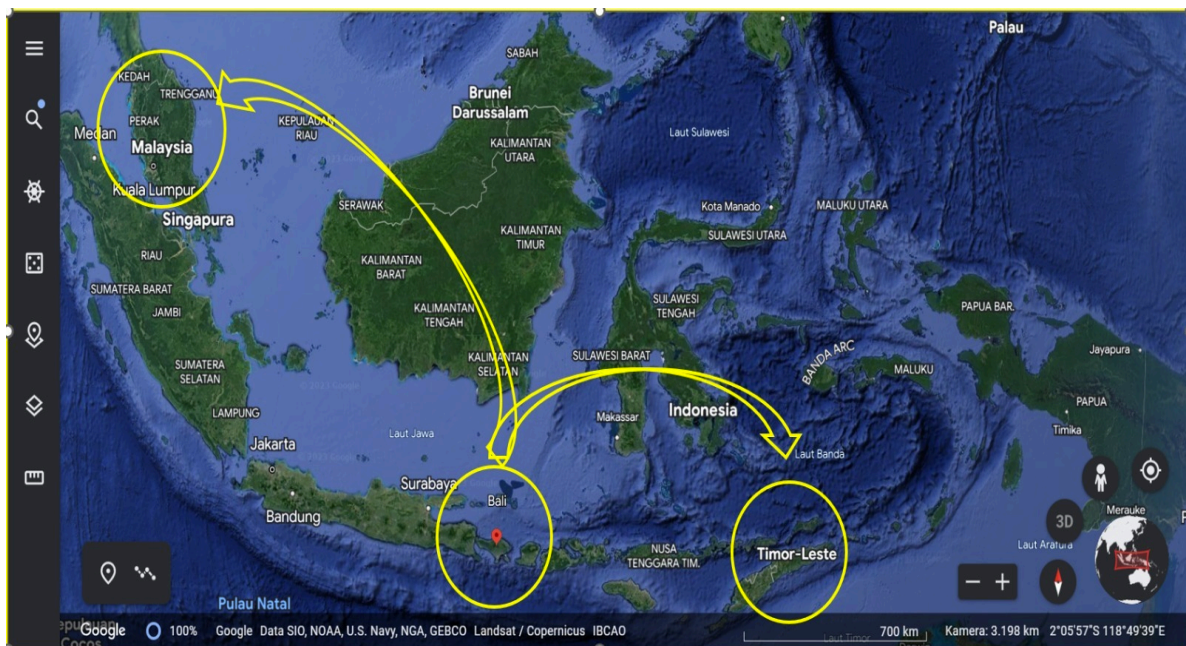 Palau
SABAH
KEDAH
TRENGGANU
Brunei
Darussalam
PERAK
KEPULAUAN
RIAU
Laut Sulawesi
Medan
Malaysia
KALIMANTAN
UTARA
Kuala Lumpur
SERAWAK
Kota Manado
MALUKU UTARA
Singapura
KALIMANTAN
TIMUR
SULAWESI UTARA
RIAU
KALIMANTAN
BARAT
SUMATERA BARAT
SULAWESI
TENGAH
PAPUA BAR.
JAMBI
KALIMANTAN
TENGAH
Jayapura
SUMATERA
SELATAN
KALIMANTAN
SELATAN
SULAWESI BARAT
BANDA ARC
MALUKU
PAPUA
LAMPUNG
Makassar
Indonesia
Timika
Laut Jawa
Jakarta
Laut Banda
Surabaya
Bali
Bandung
Merauke
3D
NUSA
TENGGARA TIM.
Timor-Leste
Laut Arafura
Pulau Natal
Kepulauan
Cocos
Google
100%
Google Data SIO, NOAA, U.S. Navy, NGA, GEBCO Landsat / Copernicus IBCAO
Laut Timor
700 km
Kamera: 3.198 km 2°05'57"S 118°49'39"E